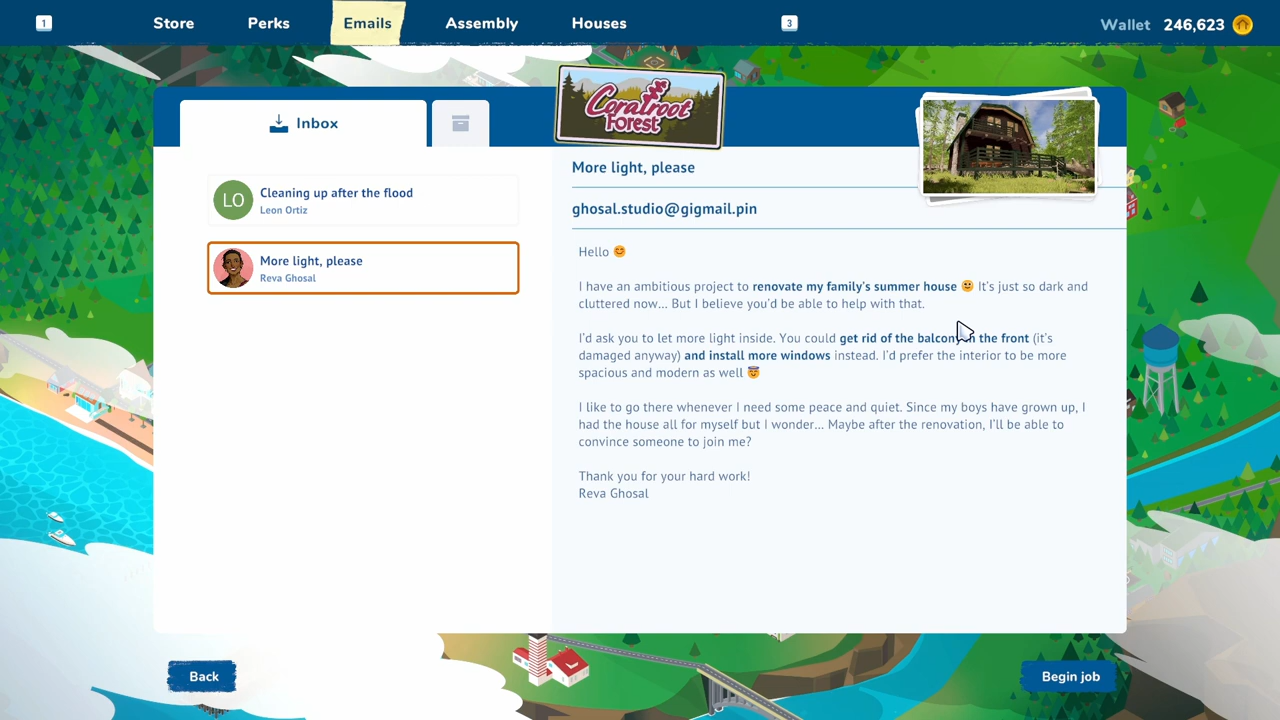 1
Store
Perks
Emails
Assembly
Houses
3
Wallet 246,623
Inbox
Coralroot
Forest
LO
Cleaning up after the flood
Leon Ortiz
More light, please
Reva Ghosal
More light, please
ghosal.studio@gigmail.pin
Hello 😊
I have an ambitious project to renovate my family's summer house 🙂 It's just so dark and
cluttered now... But I believe you'd be able to help with that.
I'd ask you to let more light inside. You could get rid of the balcony in the front (it's
damaged anyway) and install more windows instead. I'd prefer the interior to be more
spacious and modern as well 😇
I like to go there whenever I need some peace and quiet. Since my boys have grown up, I
had the house all for myself but I wonder... Maybe after the renovation, I'll be able to
convince someone to join me?
Thank you for your hard work!
Reva Ghosal
Back
Begin job